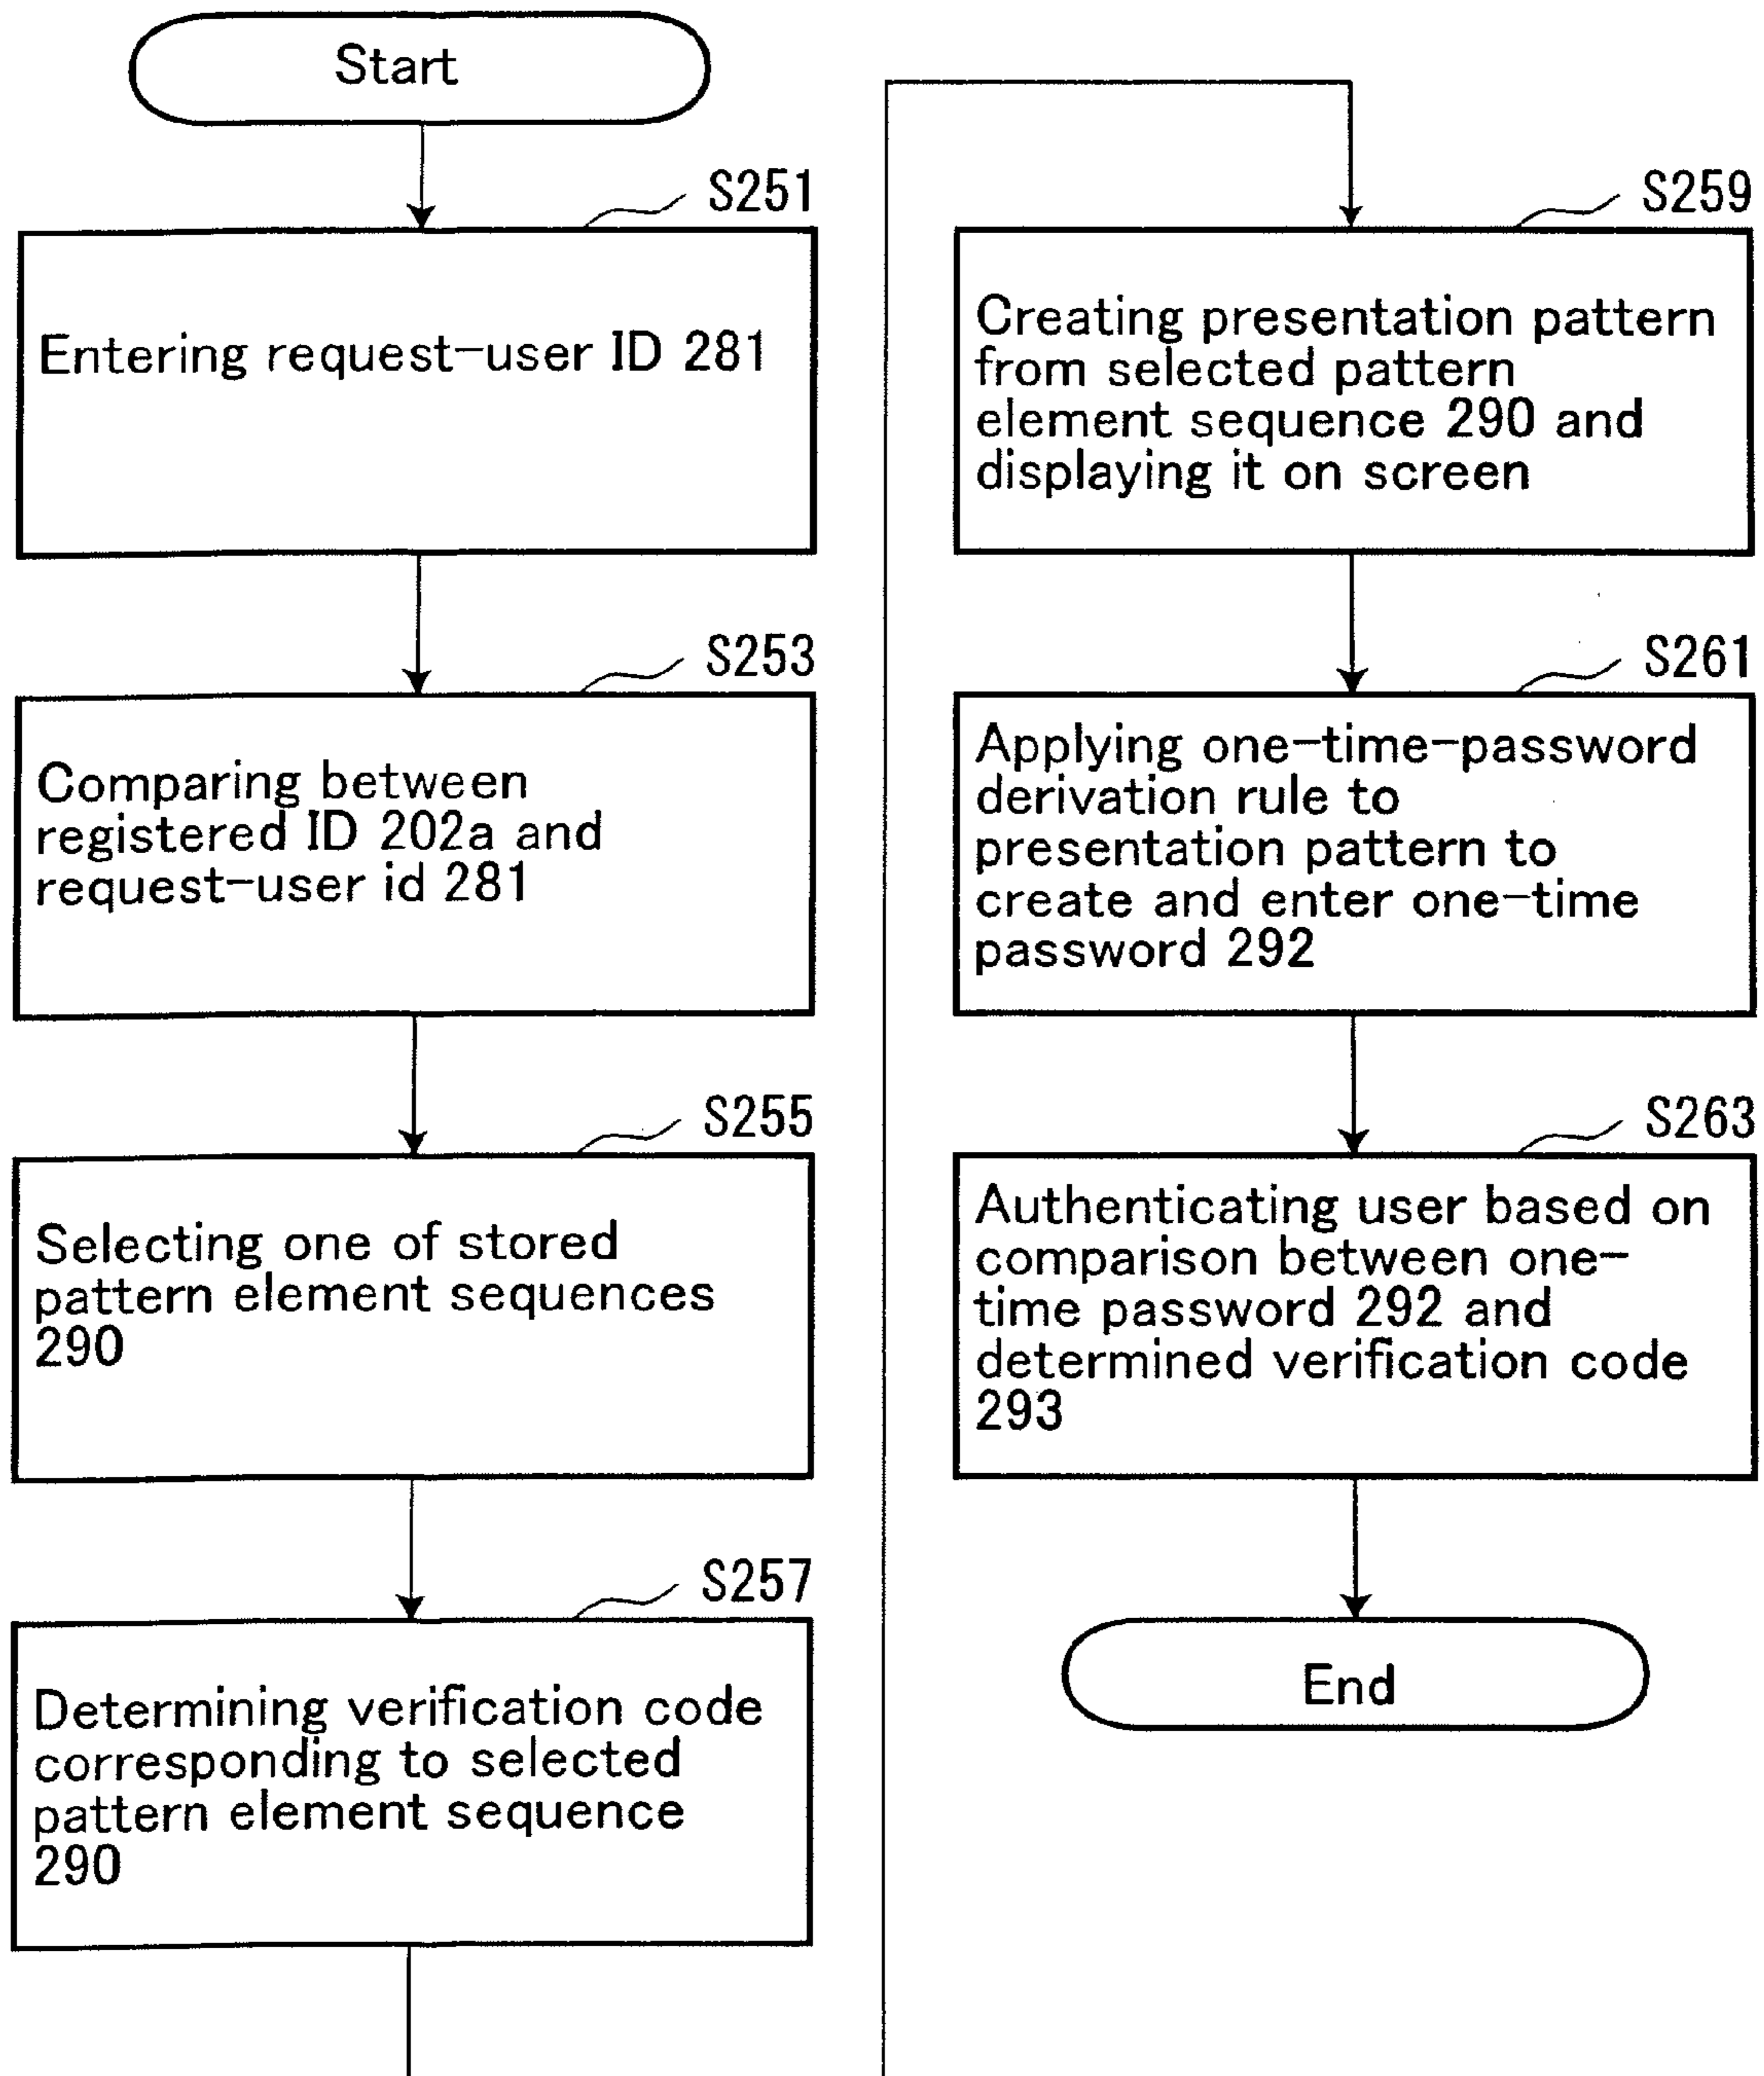 Start
S251
Entering request-user ID 281
S253
Comparing between
registered ID 202a and
request-user id 281
S255
Selecting one of stored
pattern element sequences
290
S257
Determining verification code
corresponding to selected
pattern element sequence
290
S259
Creating presentation pattern
from selected pattern
element sequence 290 and
displaying it on screen
S261
Applying one-time-password
derivation rule to
presentation pattern to
create and enter one-time
password 292
S263
Authenticating user based on
comparison between one-
time password 292 and
determined verification code
293
End